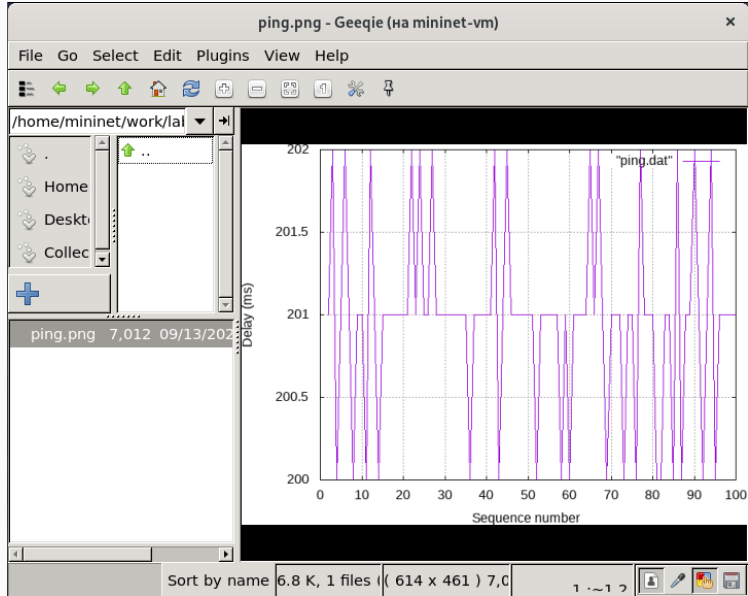 ping.png - Geeqie (на mininet-vm) ×
File Go Select Edit Plugins View Help
/home/mininet/work/lal
.
Home
Deskt
Collec
..
ping.png 7,012 09/13/202
"ping.dat"
202
201.5
201
200.5
200
Delay (ms)
0 10 20 30 40 50 60 70 80 90 100
Sequence number
Sort by name 6.8 K, 1 files ( ( 614 x 461 ) 7,0